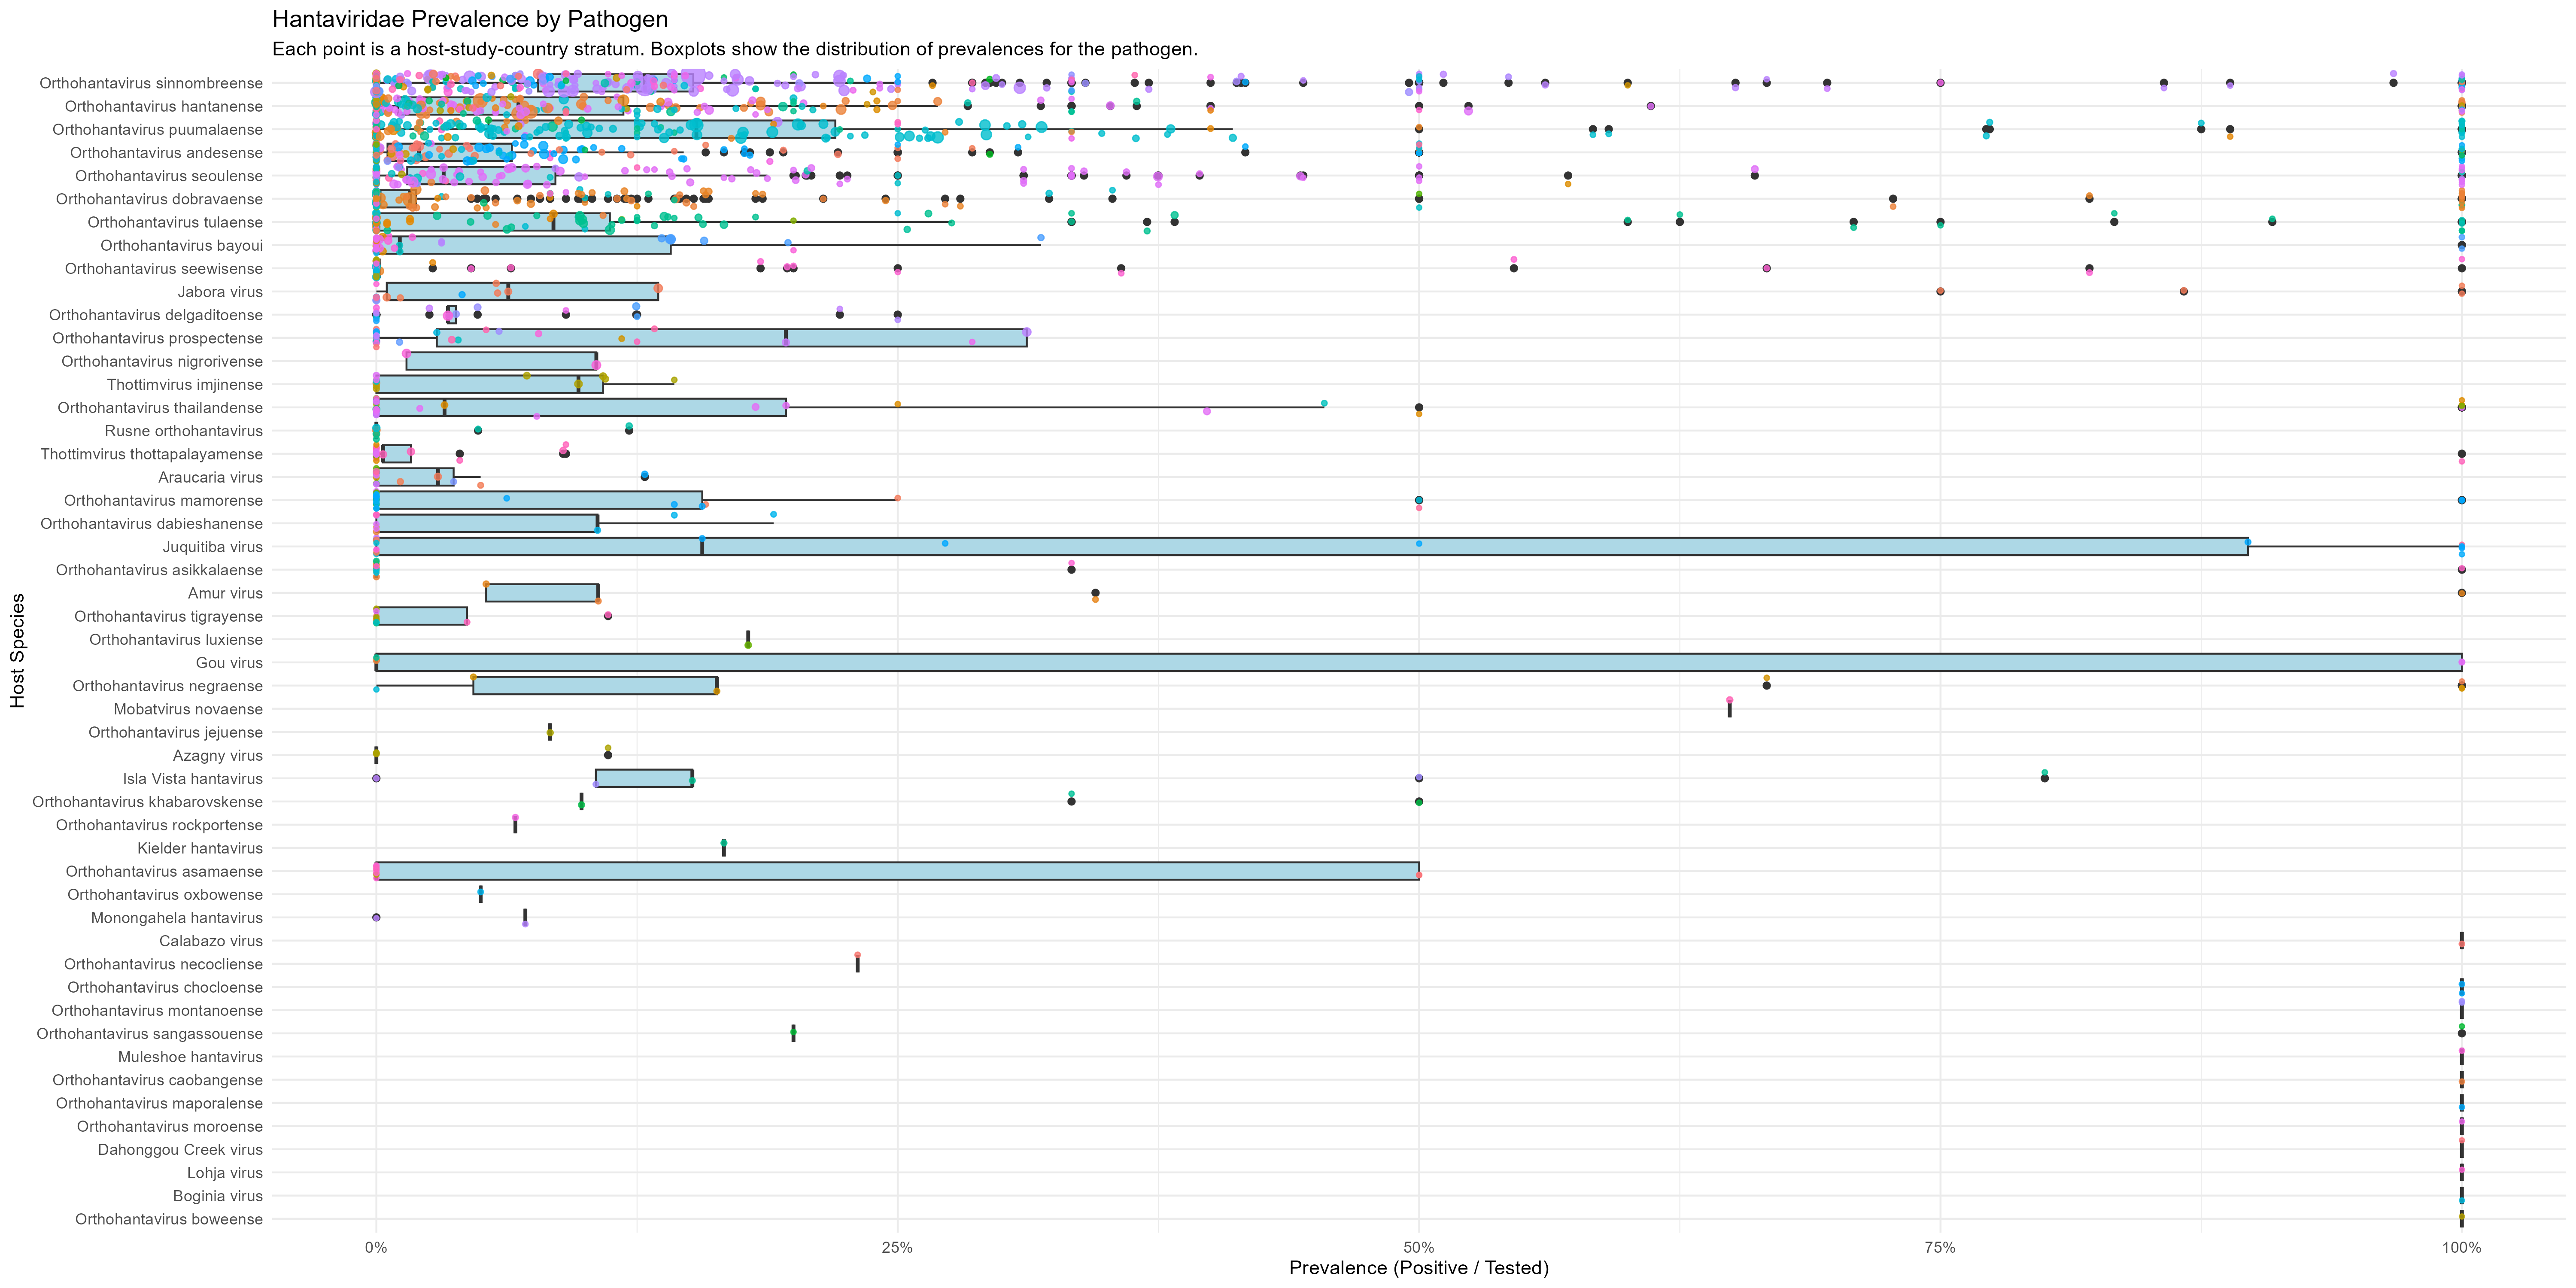 Hantaviridae Prevalence by Pathogen
Each point is a host-study-country stratum. Boxplots show the distribution of prevalences for the pathogen.
Host Species
Orthohantavirus sinnombreense
Orthohantavirus hantanense
Orthohantavirus puumalaense
Orthohantavirus andesense
Orthohantavirus seoulense
Orthohantavirus dobravaense
Orthohantavirus tulaense
Orthohantavirus bayoui
Orthohantavirus seewisense
Jabora virus
Orthohantavirus delgaditoense
Orthohantavirus prospectense
Orthohantavirus nigrorivense
Thottimvirus imjinense
Orthohantavirus thailandense
Rusne orthohantavirus
Thottimvirus thottapalayamense
Araucaria virus
Orthohantavirus mamorense
Orthohantavirus dabieshanense
Juquitiba virus
Orthohantavirus asikkalaense
Amur virus
Orthohantavirus tigrayense
Orthohantavirus luxiense
Gou virus
Orthohantavirus negraense
Mobatvirus novaense
Orthohantavirus jejuense
Azagny virus
Isla Vista hantavirus
Orthohantavirus khabarovskense
Orthohantavirus rockportense
Kielder hantavirus
Orthohantavirus asamaense
Orthohantavirus oxbowense
Monongahela hantavirus
Calabazo virus
Orthohantavirus necocliense
Orthohantavirus chocloense
Orthohantavirus montanoense
Orthohantavirus sangassouense
Muleshoe hantavirus
Orthohantavirus caobangense
Orthohantavirus maporalense
Orthohantavirus moroense
Dahonggou Creek virus
Lohja virus
Boginia virus
Orthohantavirus boweense
0% 25% 50% 75% 100%
Prevalence (Positive / Tested)